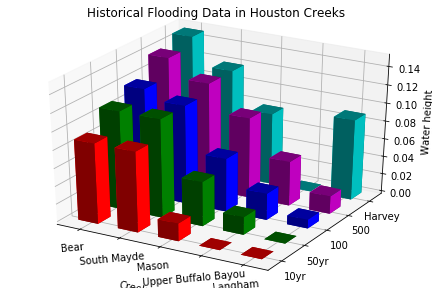 Historical Flooding Data in Houston Creeks
0.14
0.12
0.10
0.08
0.06
0.04
0.02
0.00
Water height
Harvey
500
100
50yr
10yr
Bear
South Mayde
Mason
Upper Buffalo Bayou
Langham